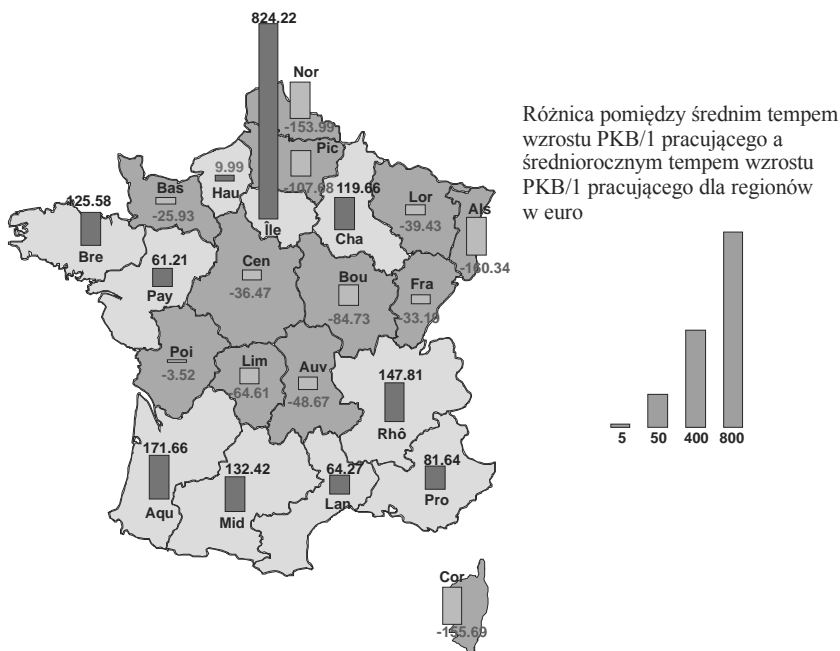 824.22
Nor
-153.99
Pic
-107.68
9.99
Hau
119.66
Cha
Bas
-25.93
Lor
-39.43
Als
-160.34
125.58
Bre
Île
61.21
Pay
Cen
-36.47
Bou
-84.73
Fra
-33.19
Poi
-3.52
Lim
-64.61
Auv
-48.67
147.81
Rhô
171.66
Aqu
132.42
Mid
64.27
Lan
81.64
Pro
Cor
-155.69
Różnica pomiędzy średnim tempem
wzrostu PKB/1 pracującego a
średniorocznym tempem wzrostu
PKB/1 pracującego dla regionów
w euro
5 50 400 800